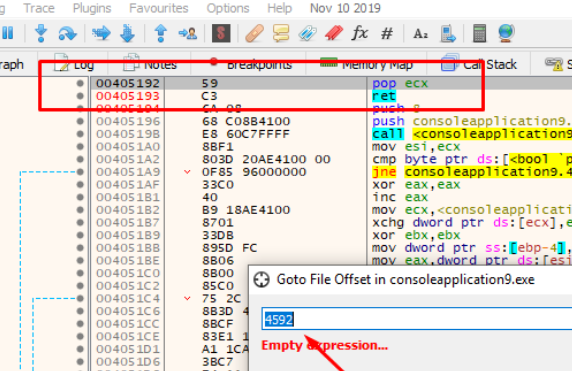 Trace Plugins Favourites Options Help Nov 10 2019
fx # A2
raph Log Notes Breakpoints Memory Map Call Stack
00405192 59 pop ecx
00405193 C3 ret
00405194 6A 08 push 8
00405196 68 C08B4100 push consoleapplication9.
0040519B E8 60C7FFFF call <consoleapplication9
004051A0 8BF1 mov esi,ecx
004051A2 803D 20AE4100 00 cmp byte ptr ds:[<bool `p
004051A9 0F85 96000000 jne consoleapplication9.4
004051AF 33C0 xor eax,eax
004051B1 40 inc eax
004051B2 B9 18AE4100 mov ecx,<consoleapplicati
004051B7 8701 xchg dword ptr ds:[ecx],e
004051B9 33DB xor ebx,ebx
004051BB 895D FC mov dword ptr ss:[ebp-4],
004051BE 8B06 mov eax,dword ptr ds:[esi
004051C0 8B00
004051C2 85C0
004051C4 75 2C
004051C6 8B3D 4
004051CC 8BCF
004051CE 83E1 1
004051D1 A1 1CA
004051D6 3BC7
Goto File Offset in consoleapplication9.exe
4592
Empty expression...